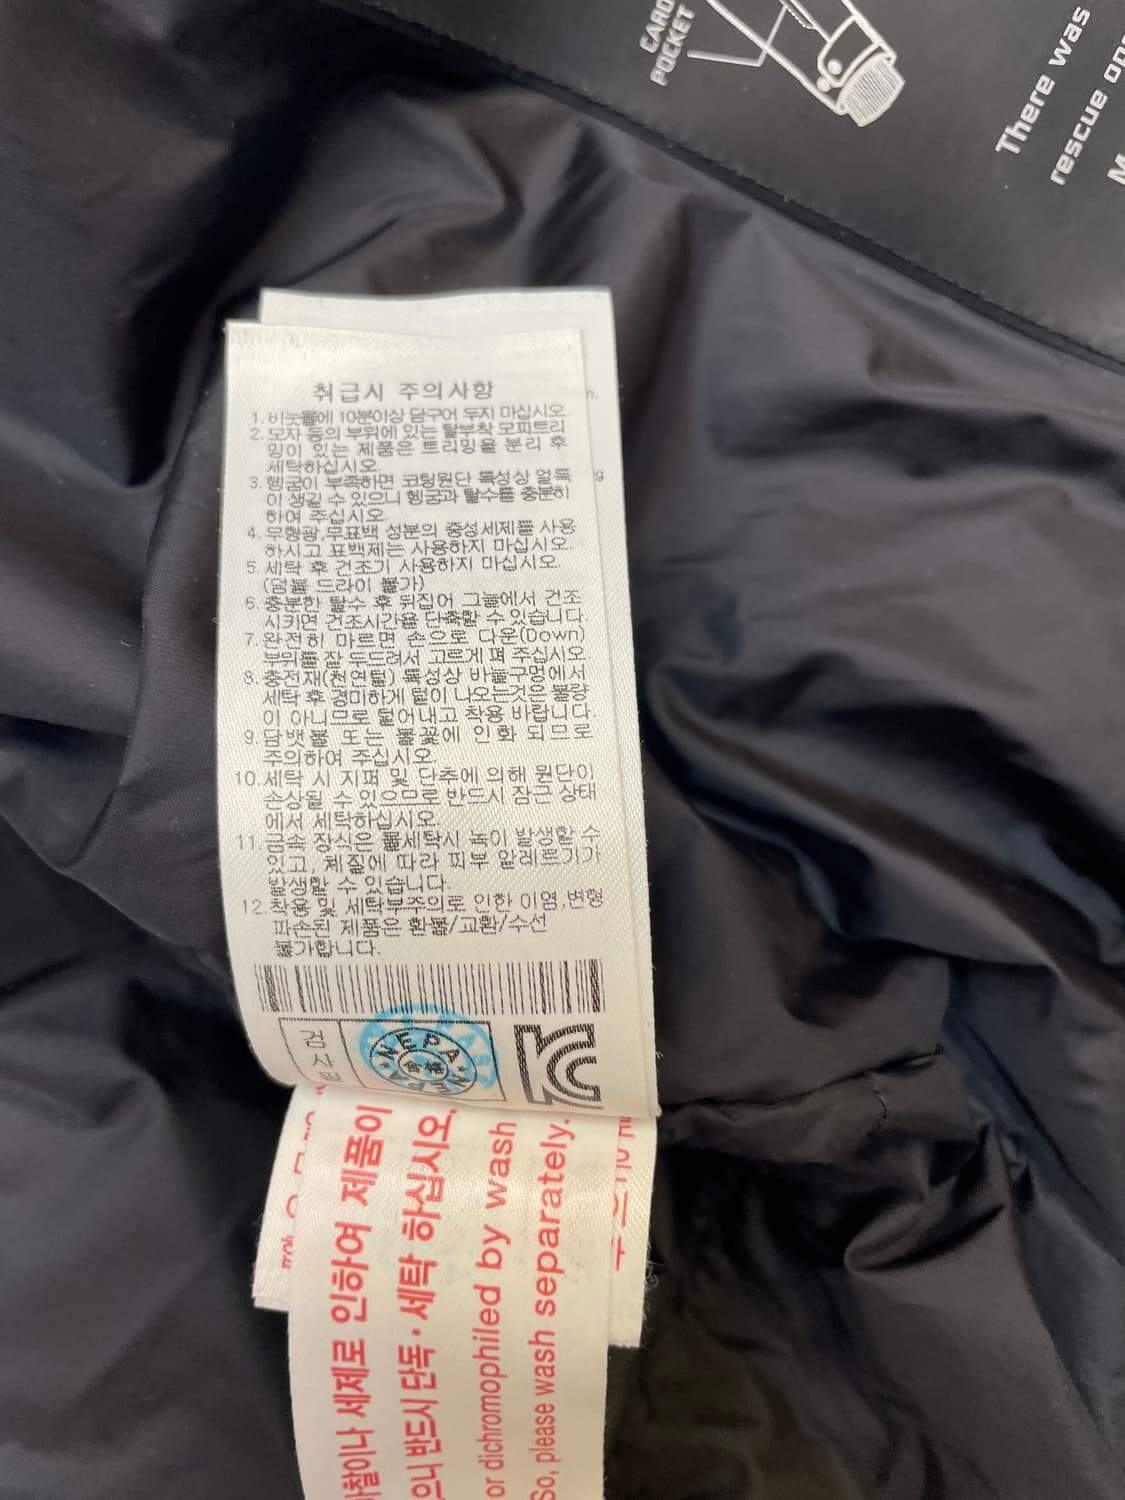 CARD
POCKET
There was
rescue
취급시 주의사항
1. 비눗물에 10분이상 담구어 두지 마십시오.
2. 모자 등의 부위에 있는 탈부착 모피트리
밍이 있는 제품은 트리밍을 분리 후
세탁하십시오.
3. 헹굼이 부족하면 코팅원단 특성상 얼룩
이 생길 수 있으니 헹굼과 탈수를 충분히
하여 주십시오.
4. 무형광,무표백 성분의 중성세제를 사용
하시고 표백제는 사용하지 마십시오.
5. 세탁 후 건조기 사용하지 마십시오.
(덤블 드라이 불가)
6. 충분한 탈수 후 뒤집어 그늘에서 건조
시키면 건조시간을 단축할 수 있습니다.
7. 완전히 마르면 손으로 다운(Down)
부위를 잘 두드려서 고르게 펴 주십시오.
8. 충전재(천연털) 특성상 바늘구멍에서
세탁 후 경미하게 털이 나오는것은 불량
이 아니므로 털어내고 착용 바랍니다.
9. 담뱃불 또는 불꽃에 인화 되므로
주의하여 주십시오.
10. 세탁 시 지퍼 및 단추에 의해 원단이
손상될 수 있으므로 반드시 잠근 상태
에서 세탁하십시오.
11. 금속 장식은 물세탁시 녹이 발생할 수
있고, 체질에 따라 피부 알레르기가
발생할 수 있습니다.
12. 착용 및 세탁부주의로 인한 이염,변형
파손된 제품은 환불/교환/수선
불가합니다.
검사필
NEPA
KC
세제로 인하여 제품이
반드시 단독·세탁 하십시오.
or dichromophiled by wash
So, please wash separately.